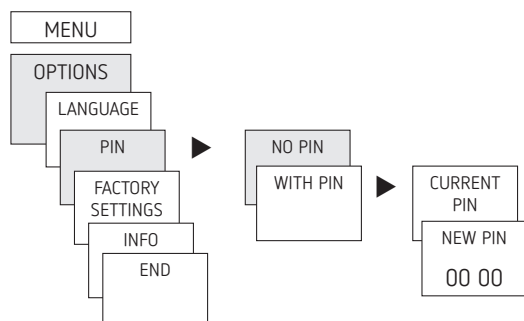 MENU
OPTIONS
LANGUAGE
PIN
FACTORY
SETTINGS
INFO
END
NO PIN
WITH PIN
CURRENT
PIN
NEW PIN
00 00